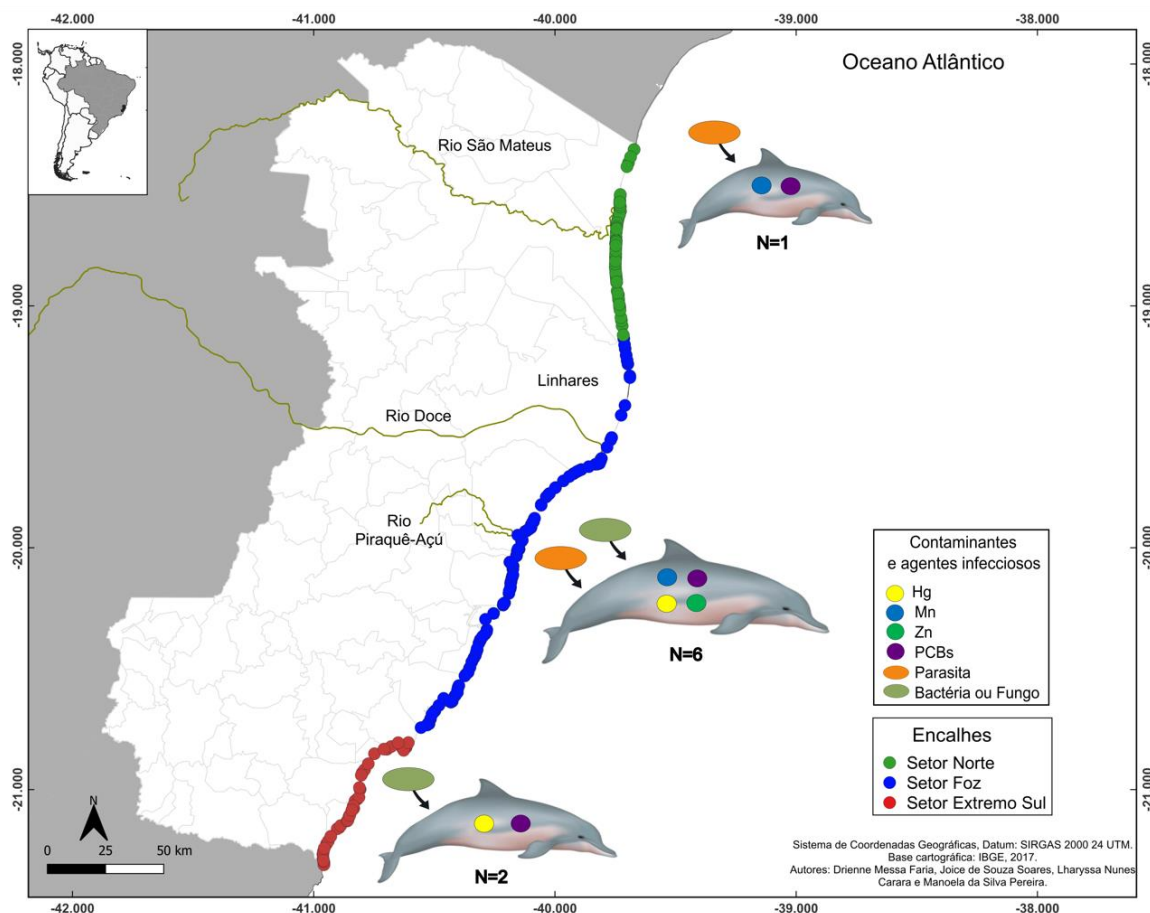 -42.000
-41.000
-40.000
-39.000
-38.000
Oceano Atlântico
-18.000
-18.000
Rio São Mateus
N=1
-19.000
-19.000
Linhares
Rio Doce
Rio
Piraquê-Açú
-20.000
-20.000
Contaminantes
e agentes infecciosos
Hg
Mn
Zn
PCBs
Parasita
Bactéria ou Fungo
N=6
Encalhes
Setor Norte
Setor Foz
Setor Extremo Sul
-21.000
-21.000
N
0 25 50 km
N=2
Sistema de Coordenadas Geográficas, Datum: SIRGAS 2000 24 UTM.
Base cartográfica: IBGE, 2017.
Autores: Drienne Messa Faria, Joice de Souza Soares, Lharyssa Nunes
Carara e Manoela da Silva Pereira.
-42.000
-41.000
-40.000
-39.000
-38.000